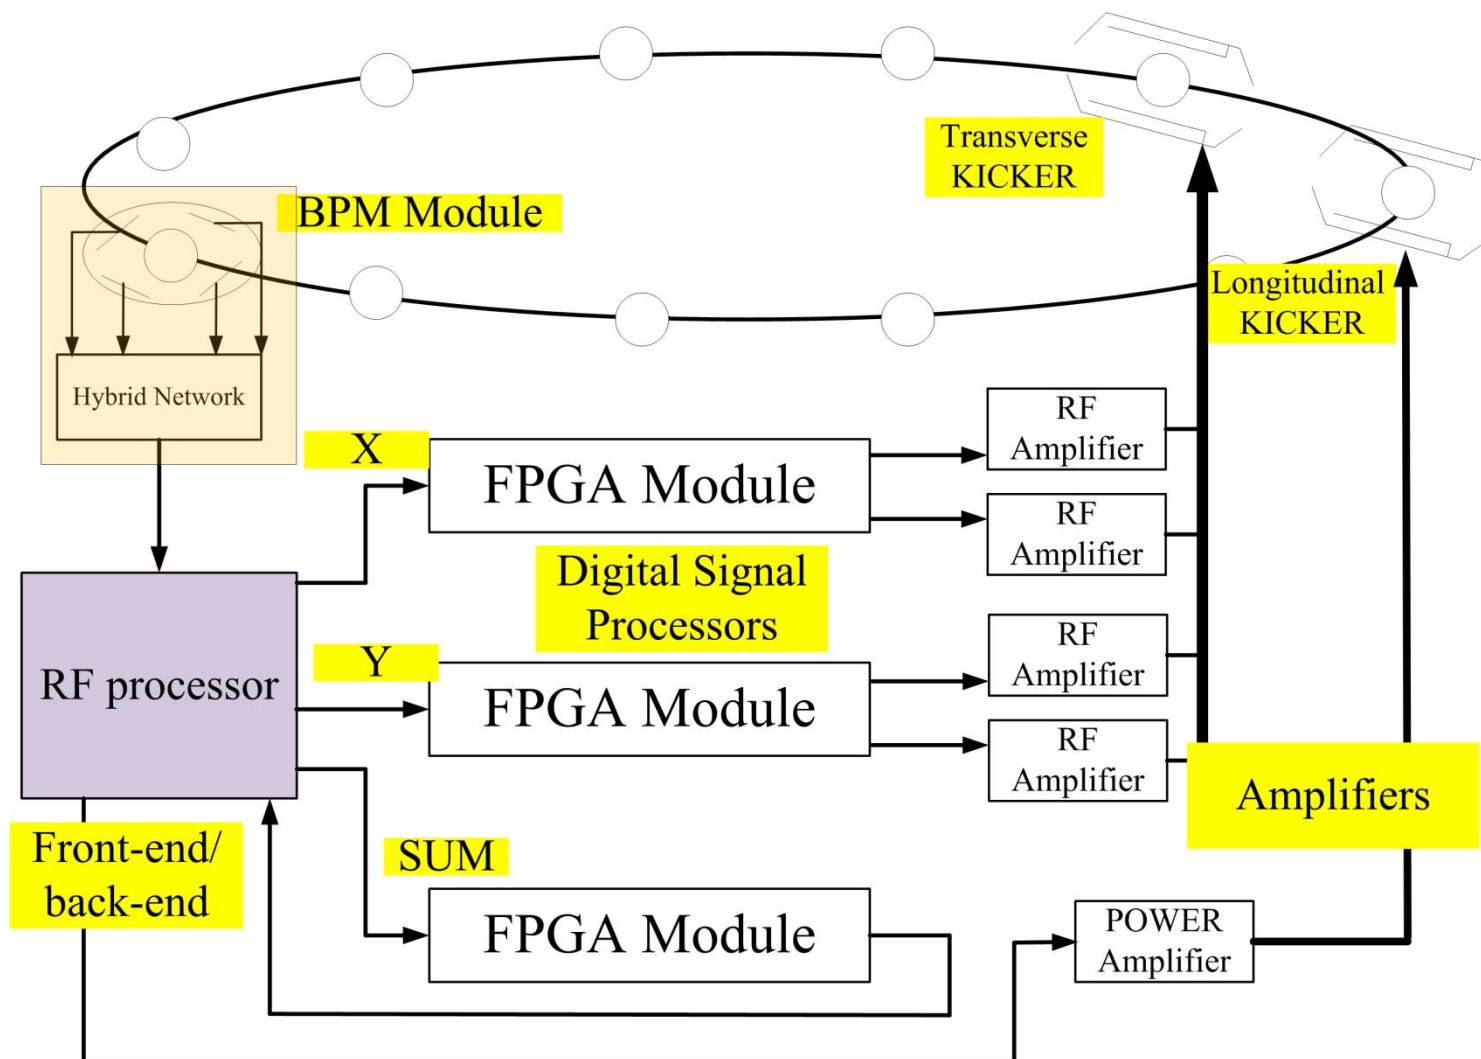 Transverse
KICKER
BPM Module
Longitudinal
KICKER
Hybrid Network
X
FPGA Module
RF
Amplifier
RF
Amplifier
Digital Signal
Processors
RF processor
Y
FPGA Module
RF
Amplifier
RF
Amplifier
Amplifiers
Front-end/
back-end
SUM
FPGA Module
POWER
Amplifier